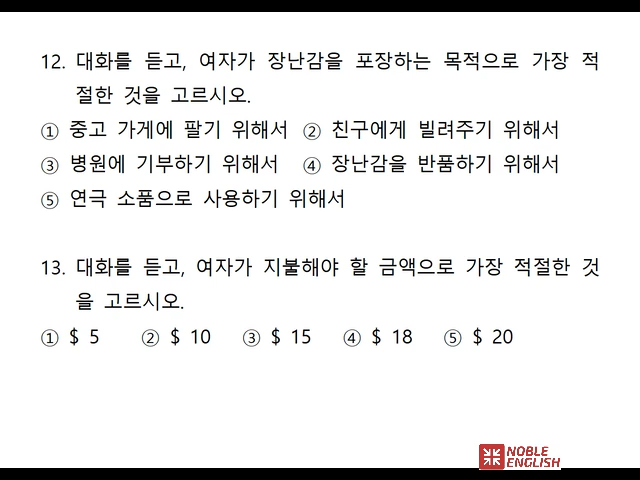 12. 대화를 듣고, 여자가 장난감을 포장하는 목적으로 가장 적
절한 것을 고르시오.
① 중고 가게에 팔기 위해서 ② 친구에게 빌려주기 위해서
③ 병원에 기부하기 위해서 ④ 장난감을 반품하기 위해서
⑤ 연극 소품으로 사용하기 위해서
13. 대화를 듣고, 여자가 지불해야 할 금액으로 가장 적절한 것
을 고르시오.
① $ 5 ② $ 10 ③ $ 15 ④ $ 18 ⑤ $ 20
NOBLE
ENGLISH